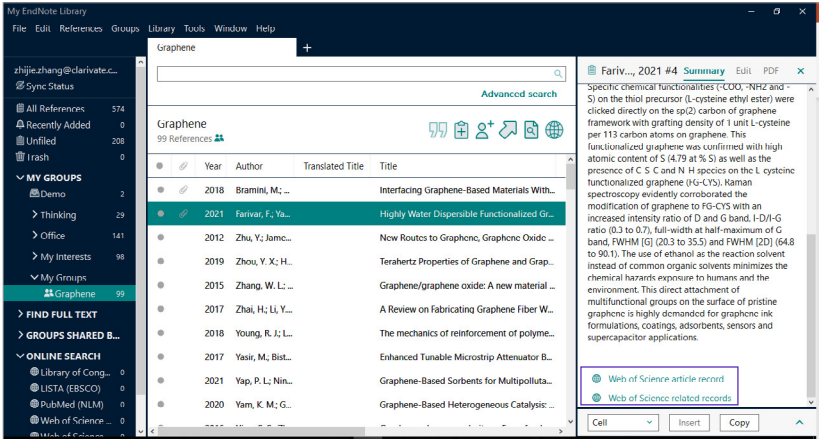 My EndNote Library
File Edit References Groups Library Tools Window Help
Graphene
zhijie.zhang@clarivate.c...
Sync Status
All References 574
Recently Added 0
Unfiled 208
Trash 0
MY GROUPS
Demo 2
Thinking 29
Office 141
My Interests 98
My Groups
Graphene 99
FIND FULL TEXT
GROUPS SHARED B...
ONLINE SEARCH
Library of Cong... 0
LISTA (EBSCO) 0
PubMed (NLM) 0
Web of Science ... 0
Web of Science
Advanced search
Graphene
99 References
Year Author Translated Title Title
2018 Bramini, M.; ... Interfacing Graphene-Based Materials With...
2021 Farivar, F.; Ya... Highly Water Dispersible Functionalized Gr...
2012 Zhu, Y.; Jame... New Routes to Graphene, Graphene Oxide ...
2019 Zhou, Y. X.; H... Terahertz Properties of Graphene and Grap...
2015 Zhang, W. L.; ... Graphene/graphene oxide: A new material ...
2017 Zhai, H.; Li, Y.... A Review on Fabricating Graphene Fiber W...
2018 Young, R. J.; L... The mechanics of reinforcement of polyme...
2017 Yasir, M.; Bist... Enhanced Tunable Microstrip Attenuator B...
2021 Yap, P. L.; Nin... Graphene-Based Sorbents for Multipolluta...
2020 Yam, K. M.; G... Graphene-Based Heterogeneous Catalysis: ...
Fariv..., 2021 #4 Summary Edit PDF
Specific chemical functionalities (-COO, -NH2 and -
S) on the thiol precursor (L-cysteine ethyl ester) were
clicked directly on the sp(2) carbon of graphene
framework with grafting density of 1 unit L-cysteine
per 113 carbon atoms on graphene. This
functionalized graphene was confirmed with high
atomic content of S (4.79 at % S) as well as the
presence of C S C and N H species on the L cysteine
functionalized graphene (FG-CYS). Raman
spectroscopy evidently corroborated the
modification of graphene to FG-CYS with an
increased intensity ratio of D and G band, I-D/I-G
ratio (0.3 to 0.7), full-width at half-maximum of G
band, FWHM [G] (20.3 to 35.5) and FWHM [2D] (64.8
to 90.1). The use of ethanol as the reaction solvent
instead of common organic solvents minimizes the
chemical hazards exposure to humans and the
environment. This direct attachment of
multifunctional groups on the surface of pristine
graphene is highly demanded for graphene ink
formulations, coatings, adsorbents, sensors and
supercapacitor applications.
Web of Science article record
Web of Science related records
Cell Insert Copy